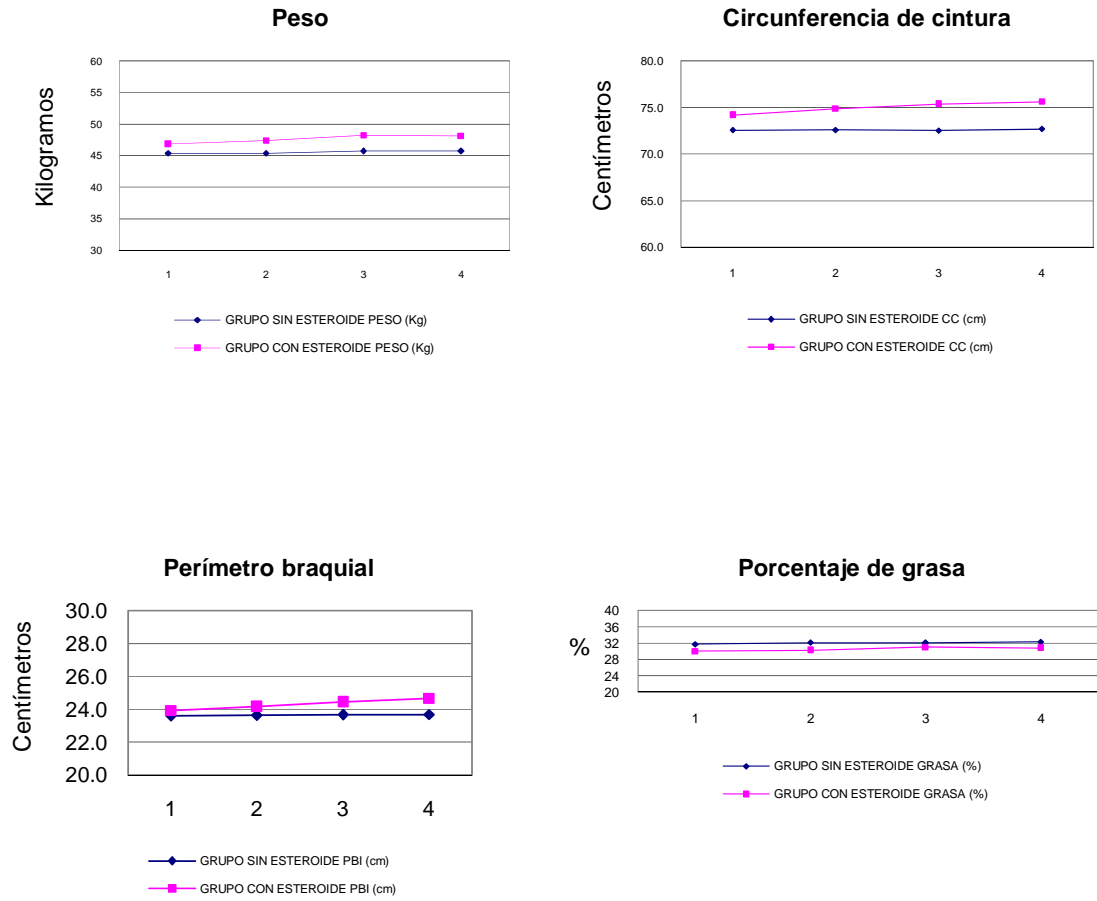 Peso
Kilogramos
60
55
50
45
40
35
30
1 2 3 4
GRUPO SIN ESTEROIDE PESO (Kg)
GRUPO CON ESTEROIDE PESO (Kg)
Circunferencia de cintura
Centímetros
80.0
75.0
70.0
65.0
60.0
1 2 3 4
GRUPO SIN ESTEROIDE CC (cm)
GRUPO CON ESTEROIDE CC (cm)
Perímetro braquial
Centímetros
30.0
28.0
26.0
24.0
22.0
20.0
1 2 3 4
GRUPO SIN ESTEROIDE PBI (cm)
GRUPO CON ESTEROIDE PBI (cm)
Porcentaje de grasa
%
40
36
32
28
24
20
1 2 3 4
GRUPO SIN ESTEROIDE GRASA (%)
GRUPO CON ESTEROIDE GRASA (%)